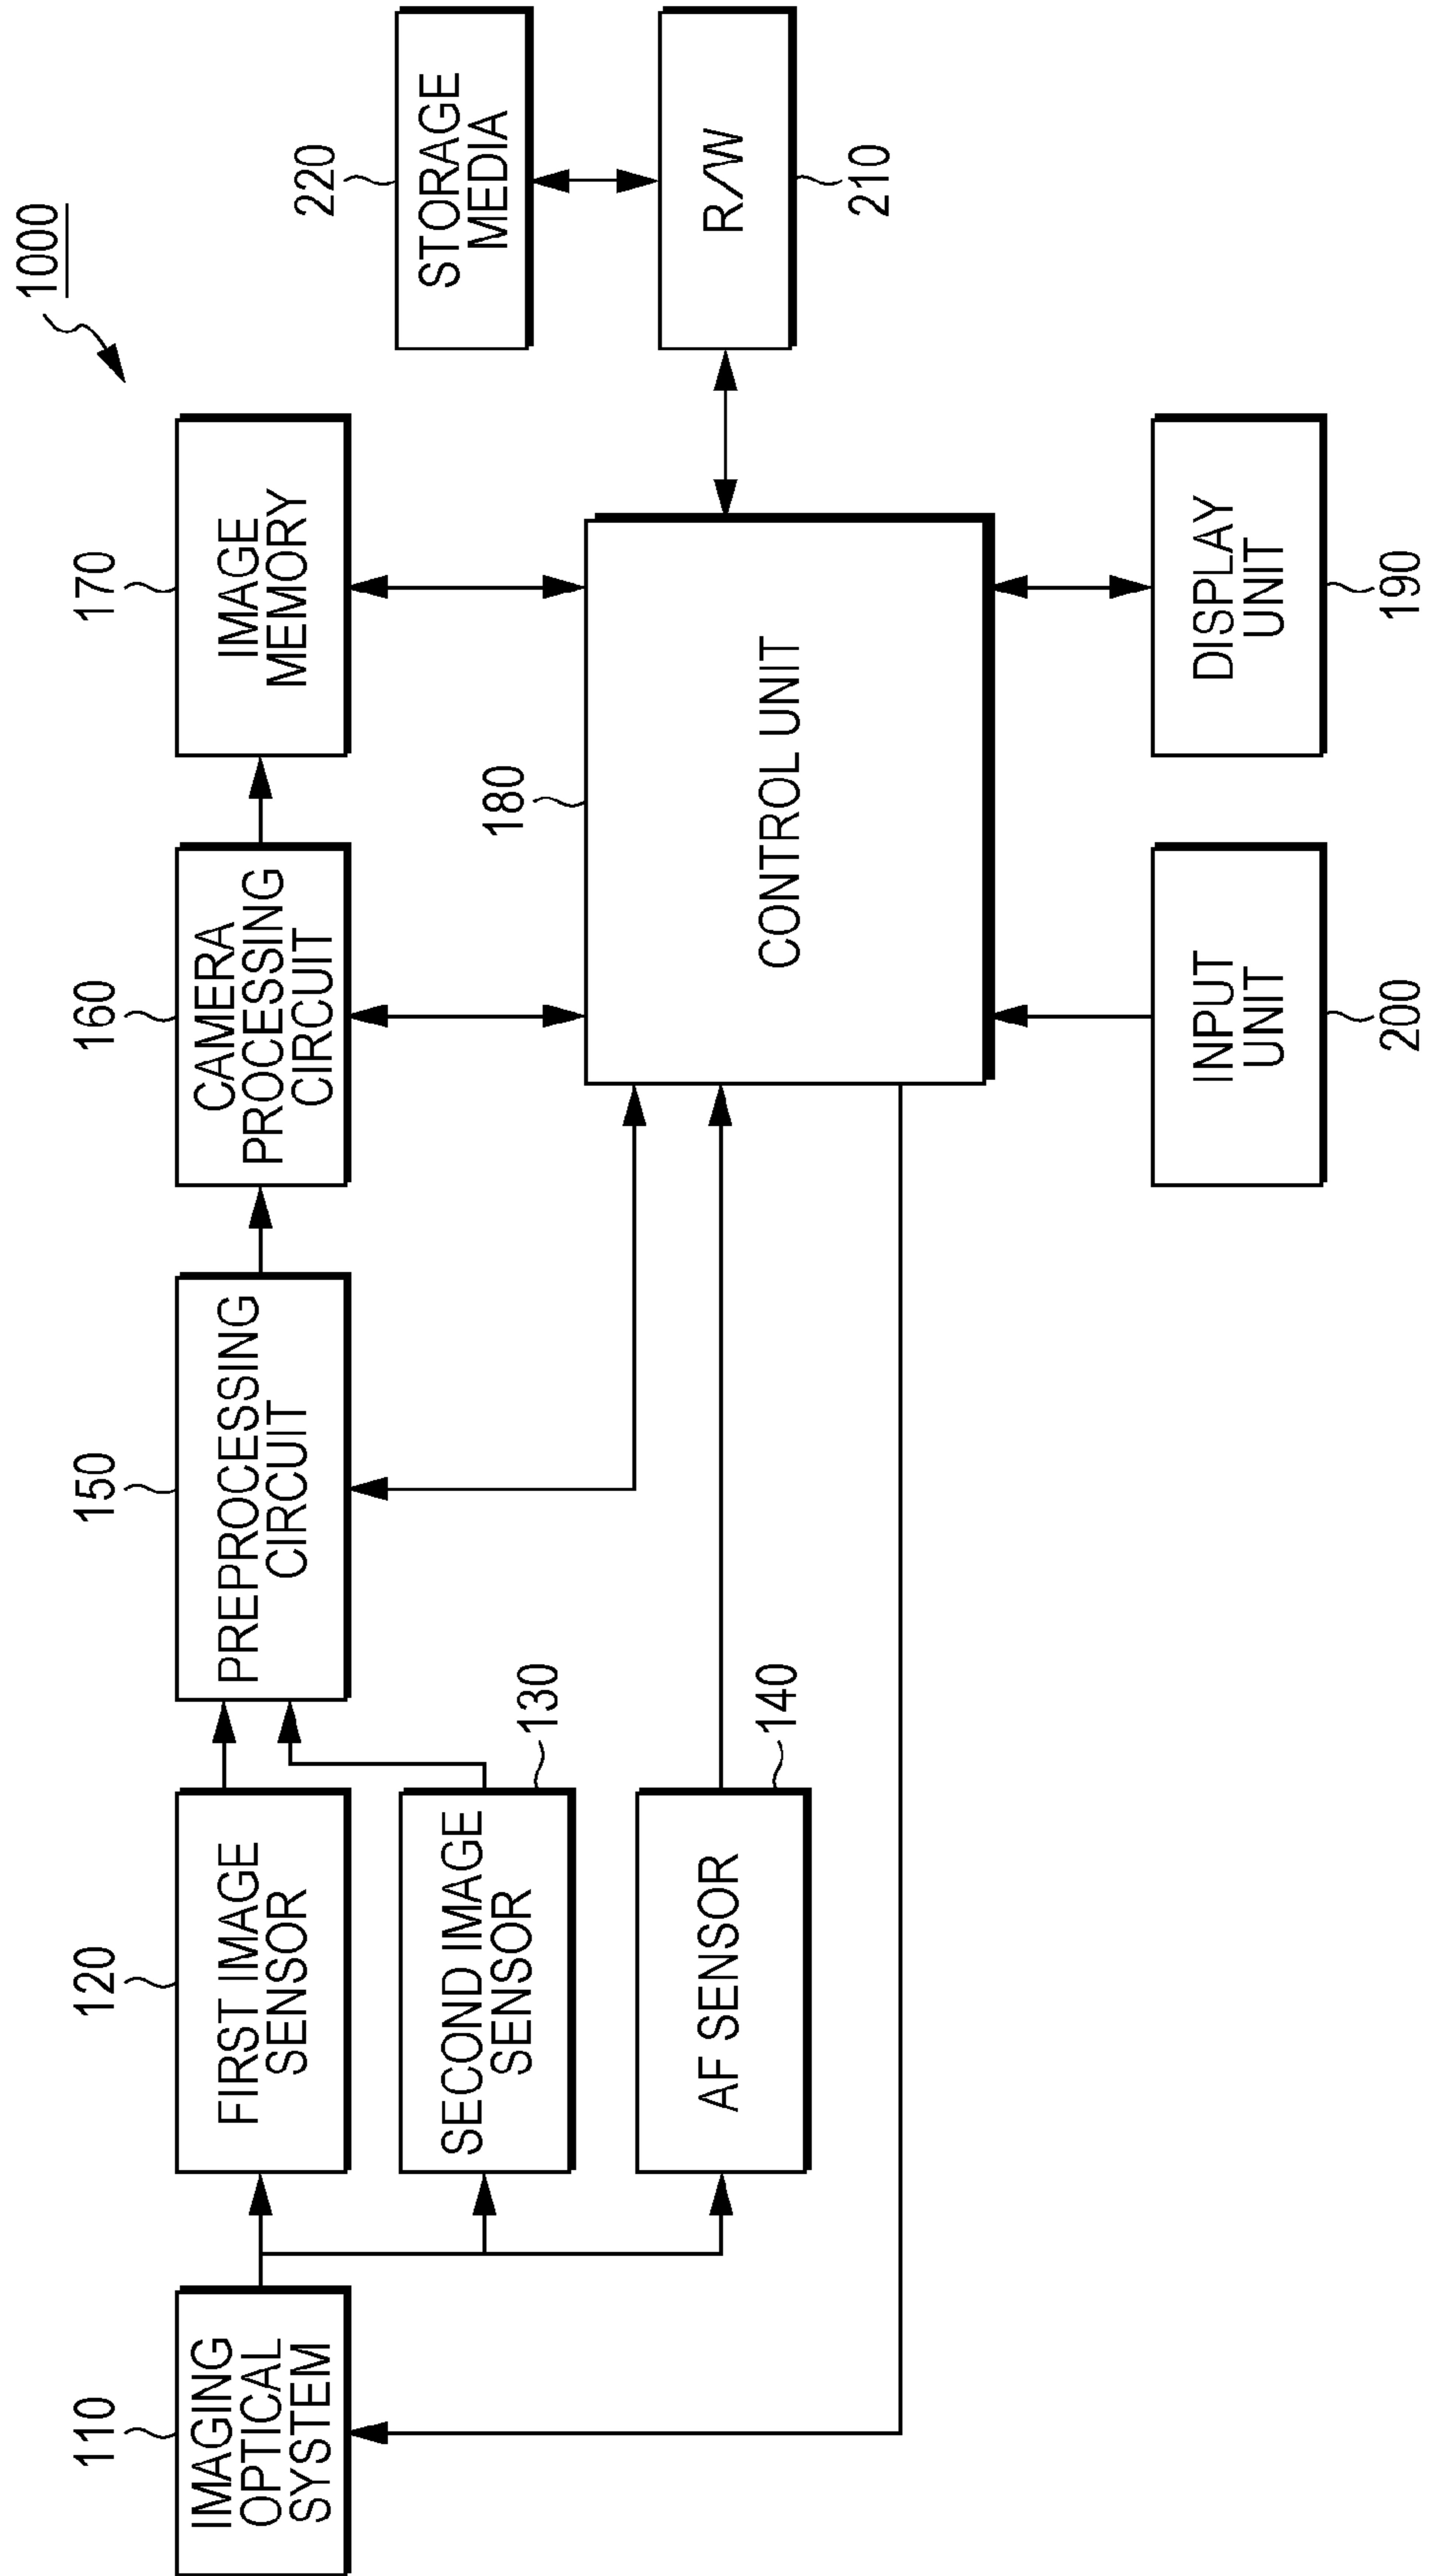 1000
110
IMAGING
OPTICAL
SYSTEM
120
FIRST IMAGE
SENSOR
130
SECOND IMAGE
SENSOR
140
AF SENSOR
150
PREPROCESSING
CIRCUIT
160
CAMERA
PROCESSING
CIRCUIT
170
IMAGE
MEMORY
180
CONTROL UNIT
220
STORAGE
MEDIA
R/W
210
INPUT
UNIT
200
DISPLAY
UNIT
190